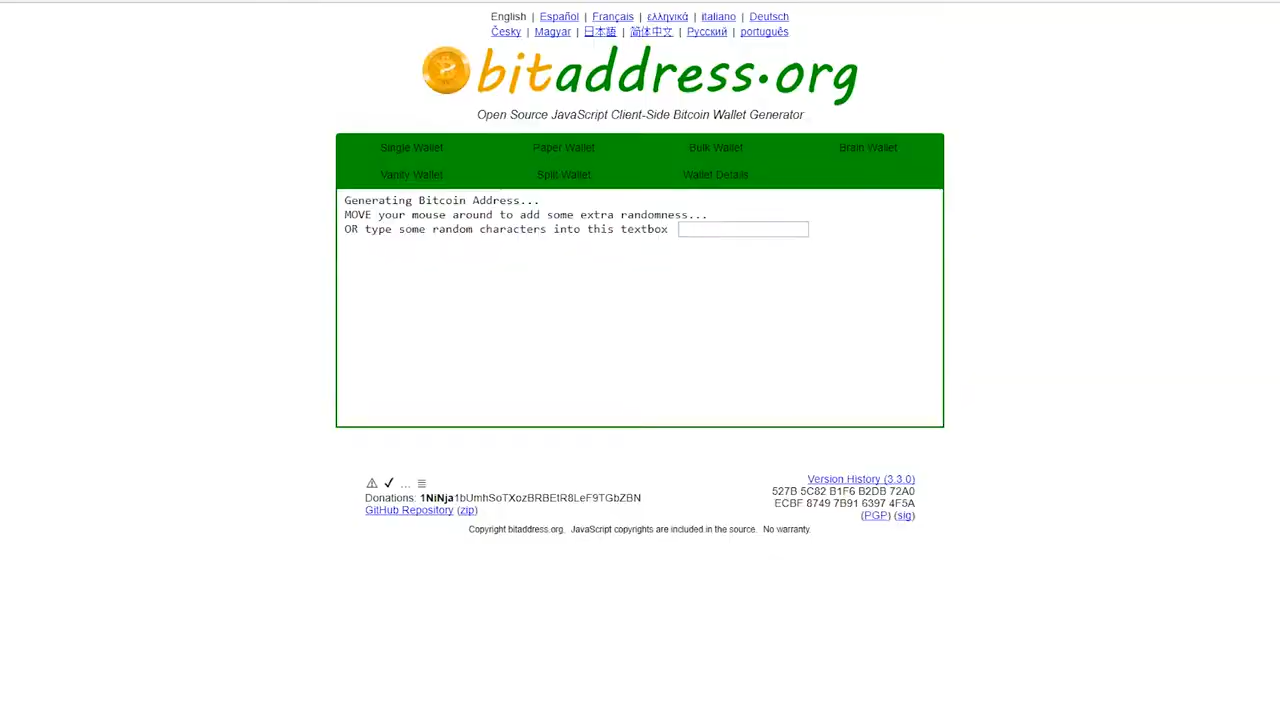 English | Español | Français | ελληνικά | italiano | Deutsch
Česky | Magyar | 日本語 | 简体中文 | Русский | português
bitaddress.org
Open Source JavaScript Client-Side Bitcoin Wallet Generator
Single Wallet Paper Wallet Bulk Wallet Brain Wallet
Vanity Wallet Split Wallet Wallet Details
Generating Bitcoin Address...
MOVE your mouse around to add some extra randomness...
OR type some random characters into this textbox
Version History (3.3.0)
527B 5C82 B1F6 B2DB 72A0
ECBF 8749 7B91 6397 4F5A
(PGP) (sig)
...
Donations: 1NiNja1bUmhSoTXozBRBEtR8LeF9TGbZBN
GitHub Repository (zip)
Copyright bitaddress.org. JavaScript copyrights are included in the source. No warranty.